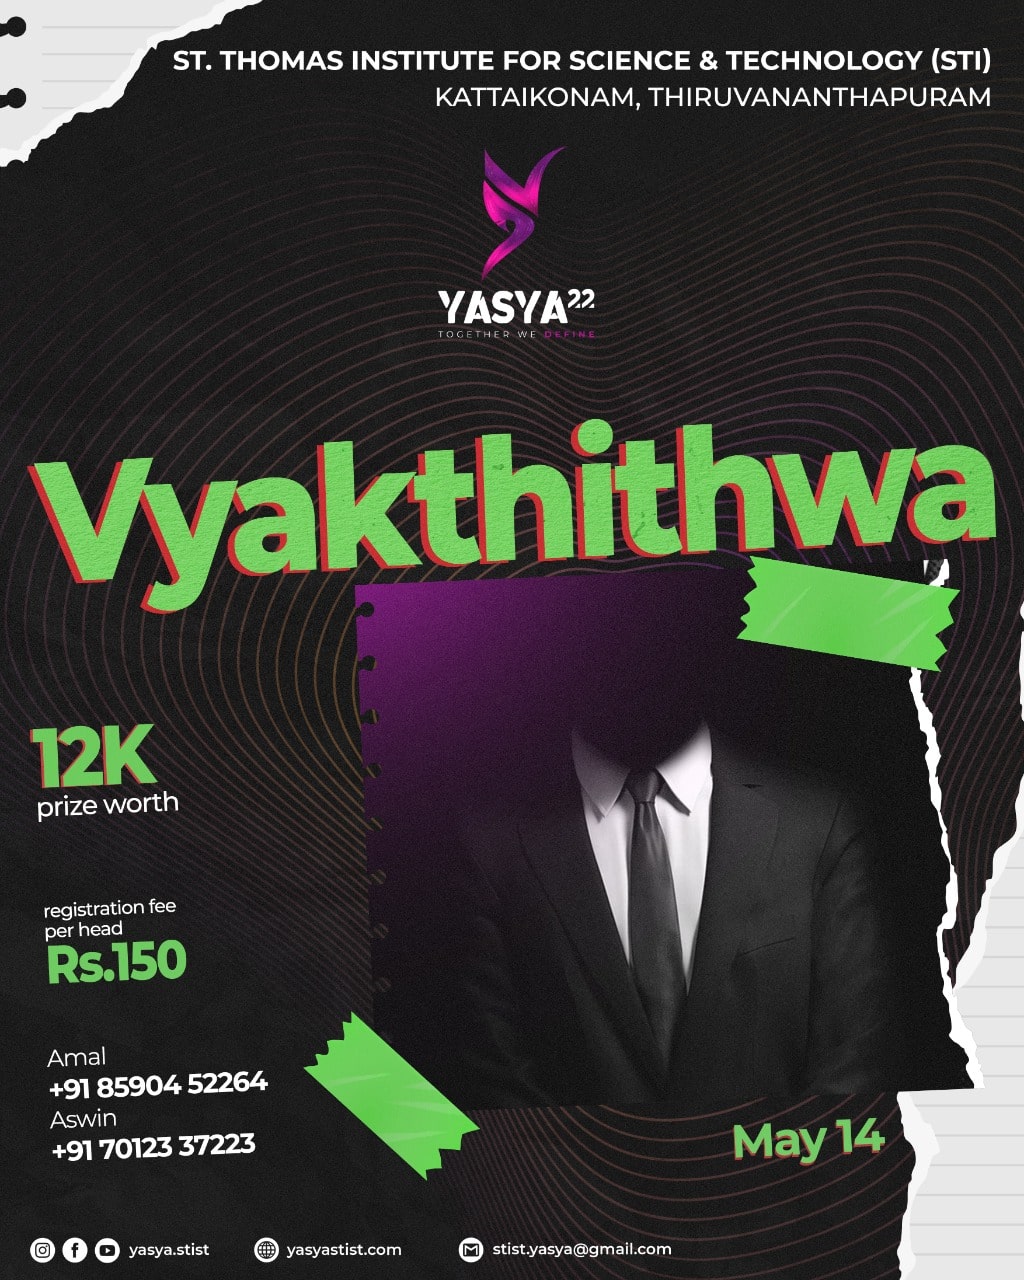 ST. THOMAS INSTITUTE FOR SCIENCE & TECHNOLOGY (STI)
KATTAIKONAM, THIRUVANANTHAPURAM
YASYA22
TOGETHER WE DEFINE
Vyakthithwa
12K
prize worth
registration fee
per head
Rs.150
Amal
+91 85904 52264
Aswin
+91 70123 37223
May 14
yasya.stist
yasyastist.com
stist.yasya@gmail.com